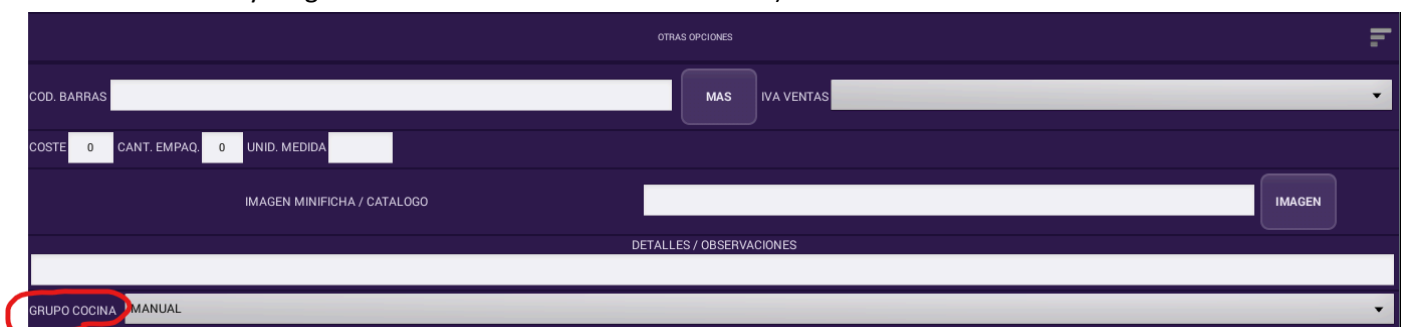 OTRAS OPCIONES
COD. BARRAS MAS IVA VENTAS
COSTE 0 CANT. EMPAQ. 0 UNID. MEDIDA
IMAGEN MINIFICHA / CATALOGO IMAGEN
DETALLES / OBSERVACIONES
GRUPO COCINA MANUAL